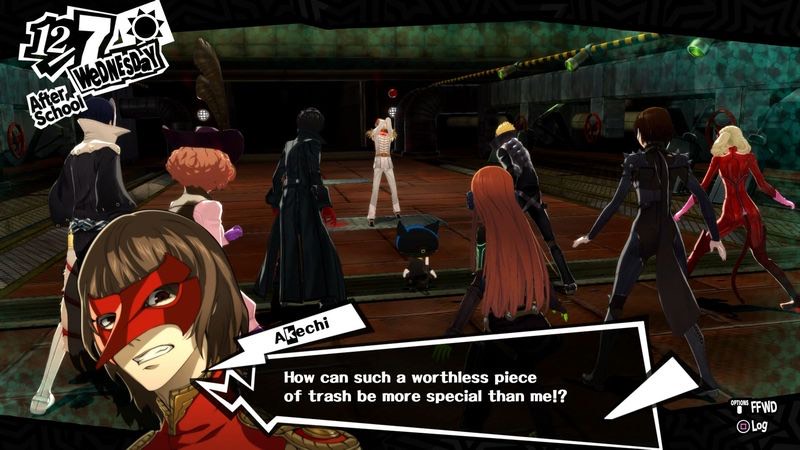 12 7
WEDNESDAY
After
School
Akechi
How can such a worthless piece
of trash be more special than me!?
OPTIONS FFWD
Log